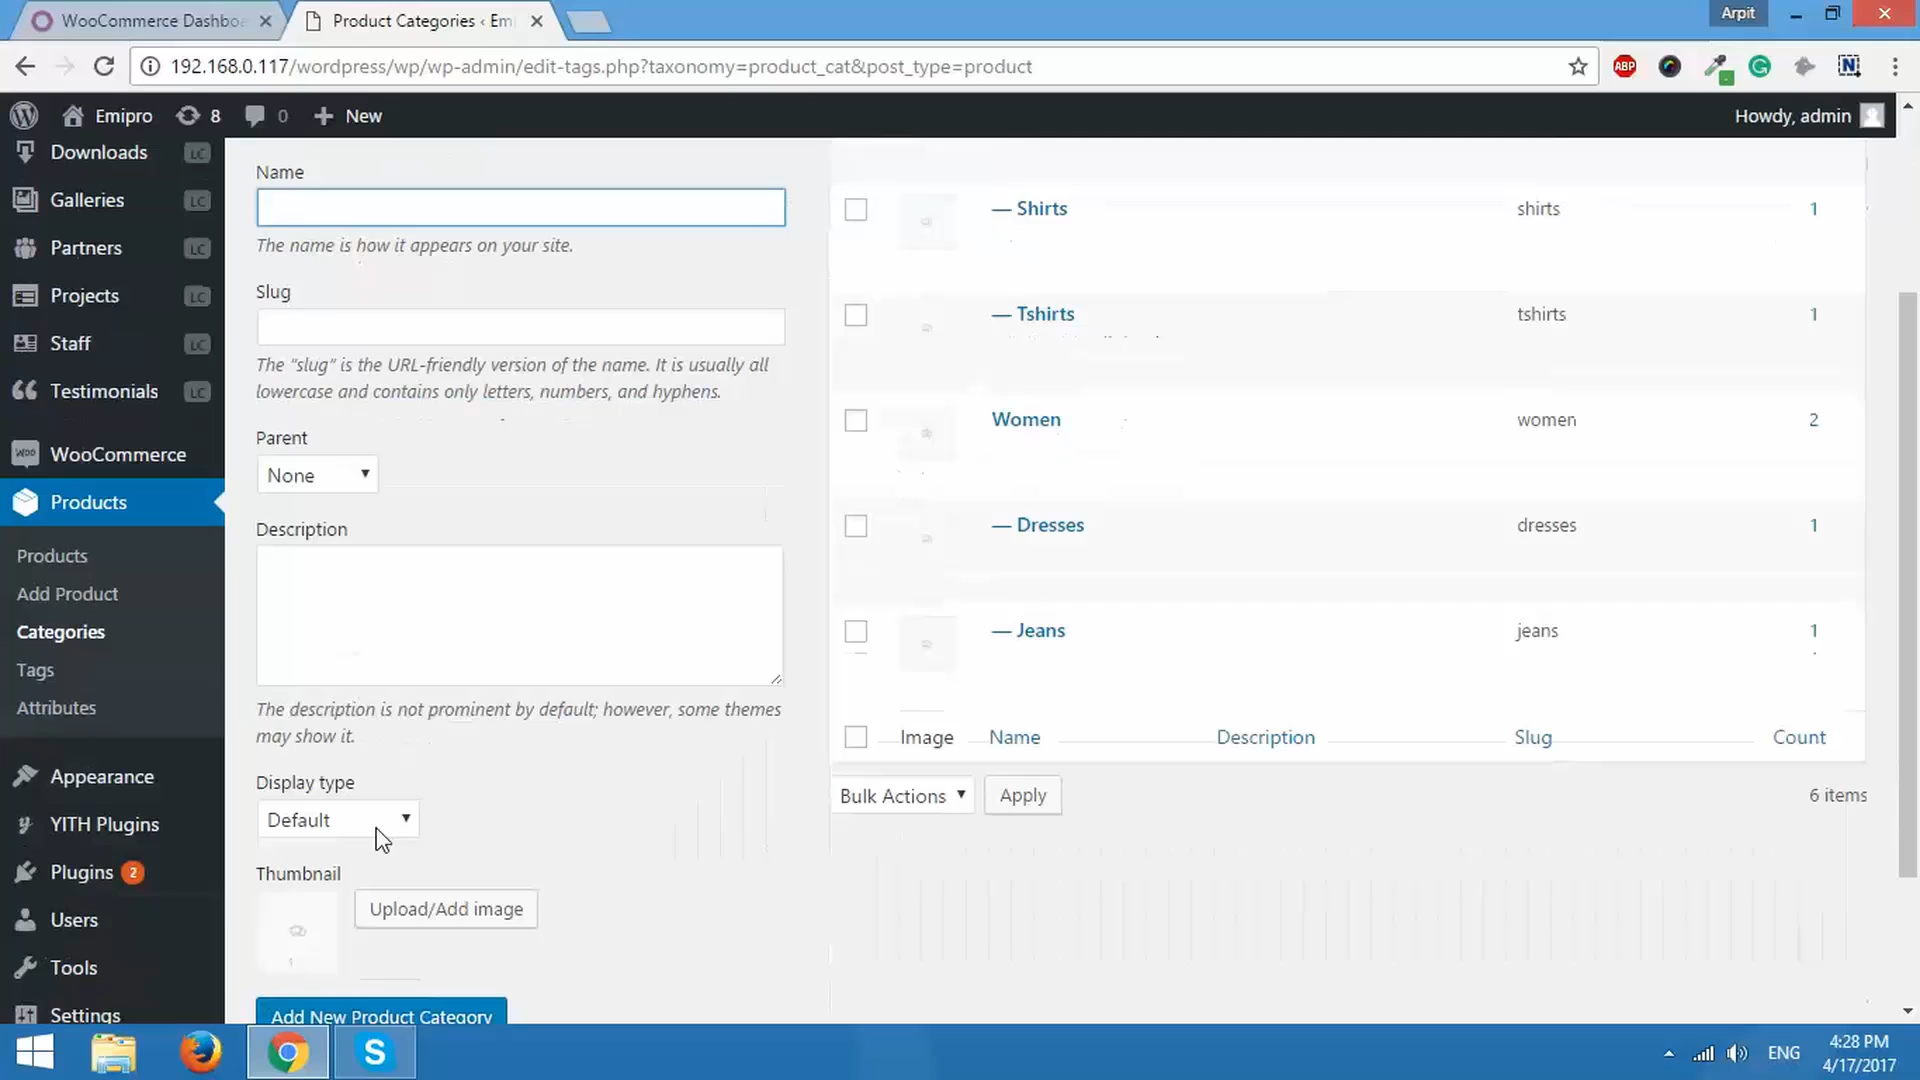 WooCommerce Dashboa
Product Categories ‹ Em
Arpit
192.168.0.117/wordpress/wp/wp-admin/edit-tags.php?taxonomy=product_cat&post_type=product
ABP
Emipro
8
0
New
Howdy, admin
Downloads LC
Galleries LC
Partners LC
Projects LC
Staff LC
Testimonials LC
WooCommerce
Products
Products
Add Product
Categories
Tags
Attributes
Appearance
YITH Plugins
Plugins 2
Users
Tools
Settings
Name
The name is how it appears on your site.
Slug
The “slug” is the URL-friendly version of the name. It is usually all
lowercase and contains only letters, numbers, and hyphens.
Parent
None
Description
The description is not prominent by default; however, some themes
may show it.
Display type
Default
Thumbnail
Upload/Add image
Add New Product Category
— Shirts shirts 1
— Tshirts tshirts 1
Women women 2
— Dresses dresses 1
— Jeans jeans 1
Image Name Description Slug Count
Bulk Actions Apply 6 items
ENG
4:28 PM
4/17/2017